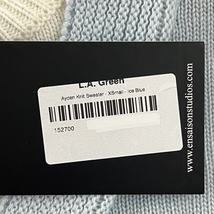 L.A. Green
Ayden Knit Sweater - XSmall - Ice Blue
152700
www.ensaisonstudios.com